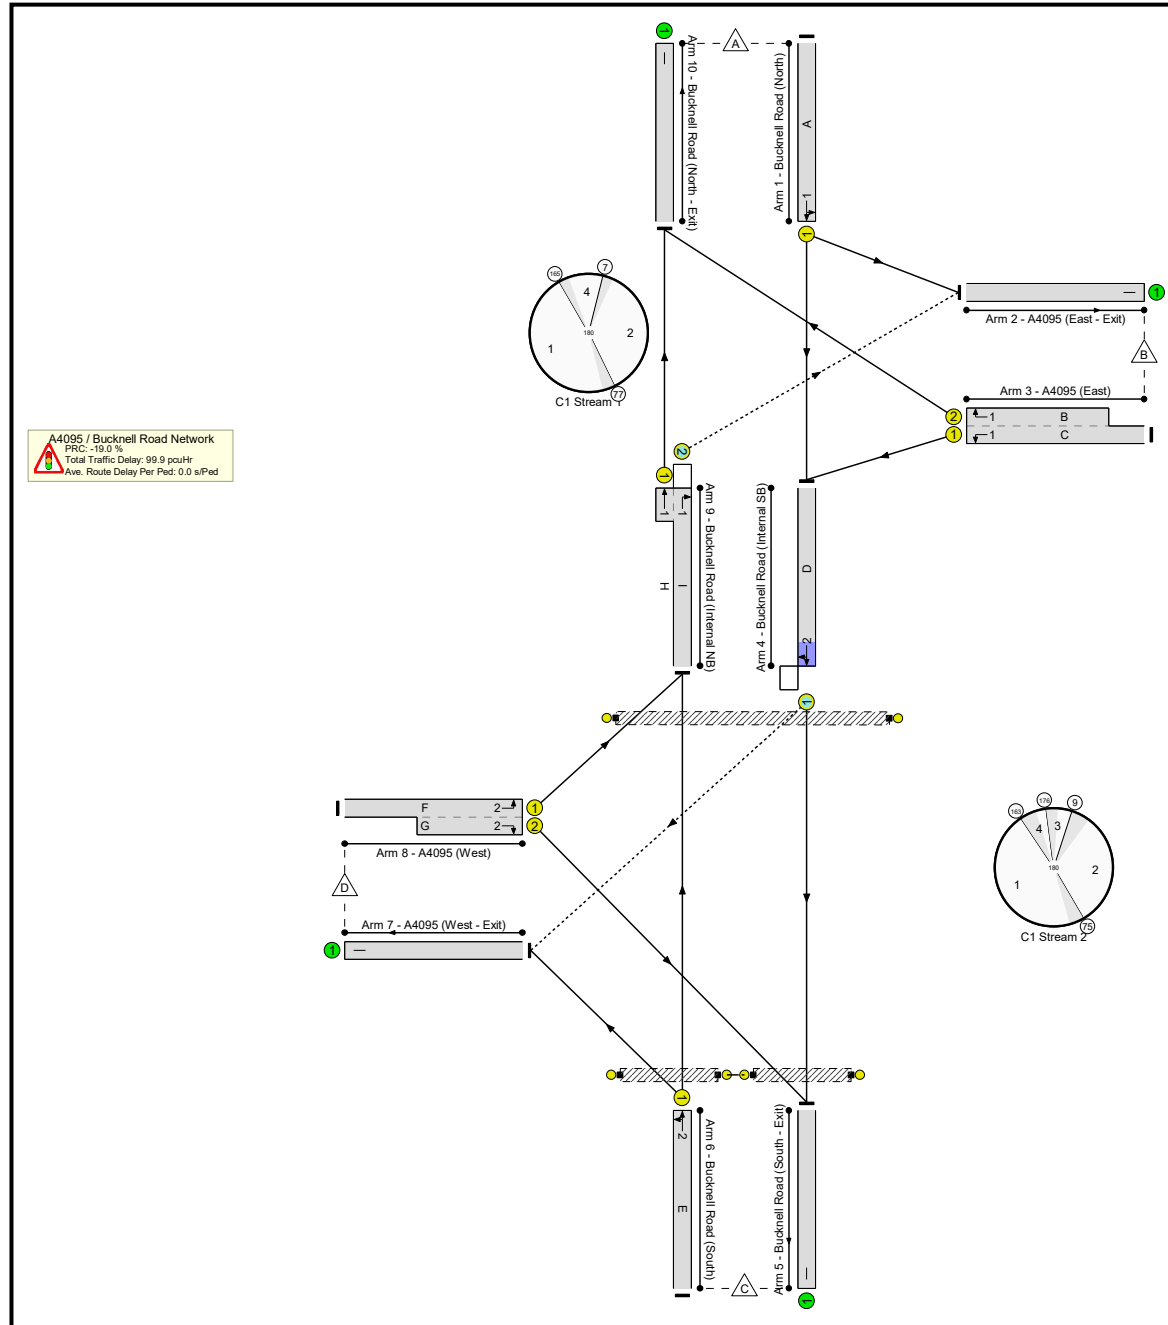 1
Arm 10 - Bucknell Road (North - Exit)
A
Arm 1 - Bucknell Road (North)
A
1
1
165
7
4
180
2
1
77
C1 Stream 1
1
Arm 2 - A4095 (East - Exit)
B
Arm 3 - A4095 (East)
2
1
B
1
1
C
A4095 / Bucknell Road Network
PRC: -19.0 %
Total Traffic Delay: 99.9 pcuHr
Ave. Route Delay Per Ped: 0.0 s/Ped
2
1
1
1
H
I
Arm 9 - Bucknell Road (Internal NB)
Arm 4 - Bucknell Road (Internal SB)
D
2
1
F
2
1
G
2
2
Arm 8 - A4095 (West)
D
Arm 7 - A4095 (West - Exit)
1
163
176
9
4
3
180
2
1
75
C1 Stream 2
1
2
E
Arm 6 - Bucknell Road (South)
C
Arm 5 - Bucknell Road (South - Exit)
1